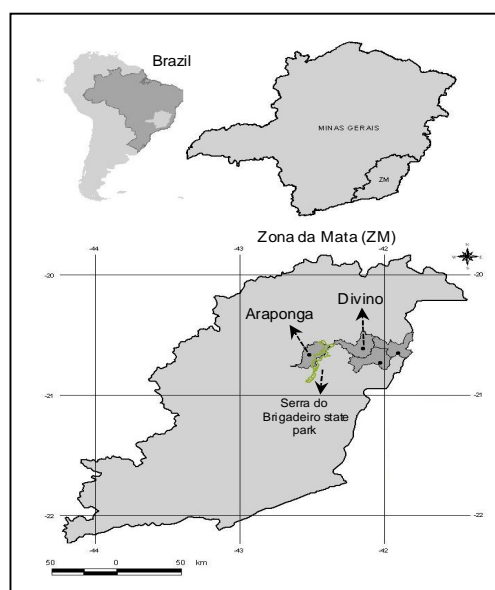 Brazil
MINAS GERAIS
ZM
Zona da Mata (ZM)
N
-44
-43
-42
-20
-20
Divino
Araponga
Serra do
Brigadeiro state
park
-21
-21
-22
-22
-44
-43
-42
50 0 50 km